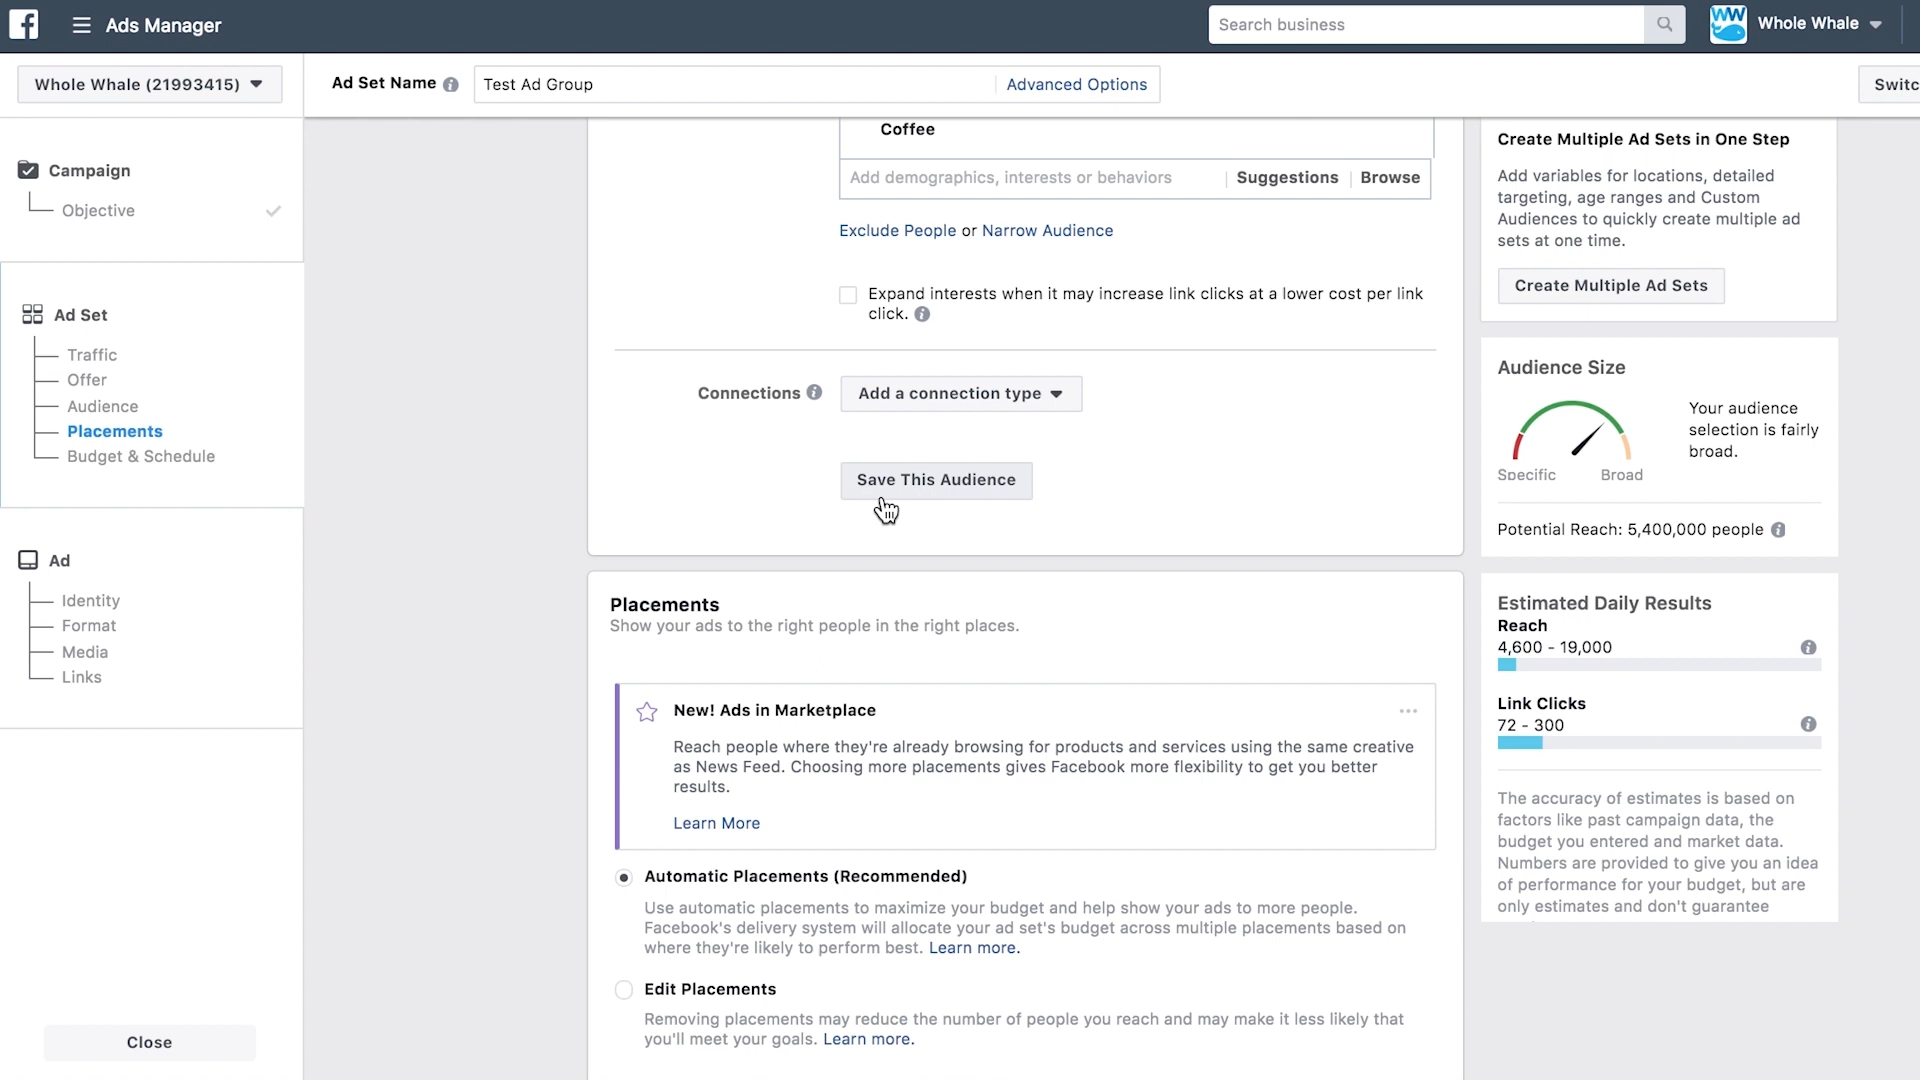 Ads Manager
Search business
Whole Whale
Whole Whale (21993415)
Ad Set Name
Test Ad Group
Advanced Options
Switc
Campaign
Objective
Ad Set
Traffic
Offer
Audience
Placements
Budget & Schedule
Ad
Identity
Format
Media
Links
Close
Coffee
Add demographics, interests or behaviors
Suggestions
Browse
Exclude People or Narrow Audience
Expand interests when it may increase link clicks at a lower cost per link
click.
Connections
Add a connection type
Save This Audience
Placements
Show your ads to the right people in the right places.
New! Ads in Marketplace
Reach people where they're already browsing for products and services using the same creative
as News Feed. Choosing more placements gives Facebook more flexibility to get you better
results.
Learn More
Automatic Placements (Recommended)
Use automatic placements to maximize your budget and help show your ads to more people.
Facebook's delivery system will allocate your ad set's budget across multiple placements based on
where they're likely to perform best. Learn more.
Edit Placements
Removing placements may reduce the number of people you reach and may make it less likely that
you'll meet your goals. Learn more.
Create Multiple Ad Sets in One Step
Add variables for locations, detailed
targeting, age ranges and Custom
Audiences to quickly create multiple ad
sets at one time.
Create Multiple Ad Sets
Audience Size
Your audience
selection is fairly
broad.
Specific
Broad
Potential Reach: 5,400,000 people
Estimated Daily Results
Reach
4,600 - 19,000
Link Clicks
72 - 300
The accuracy of estimates is based on
factors like past campaign data, the
budget you entered and market data.
Numbers are provided to give you an idea
of performance for your budget, but are
only estimates and don't guarantee